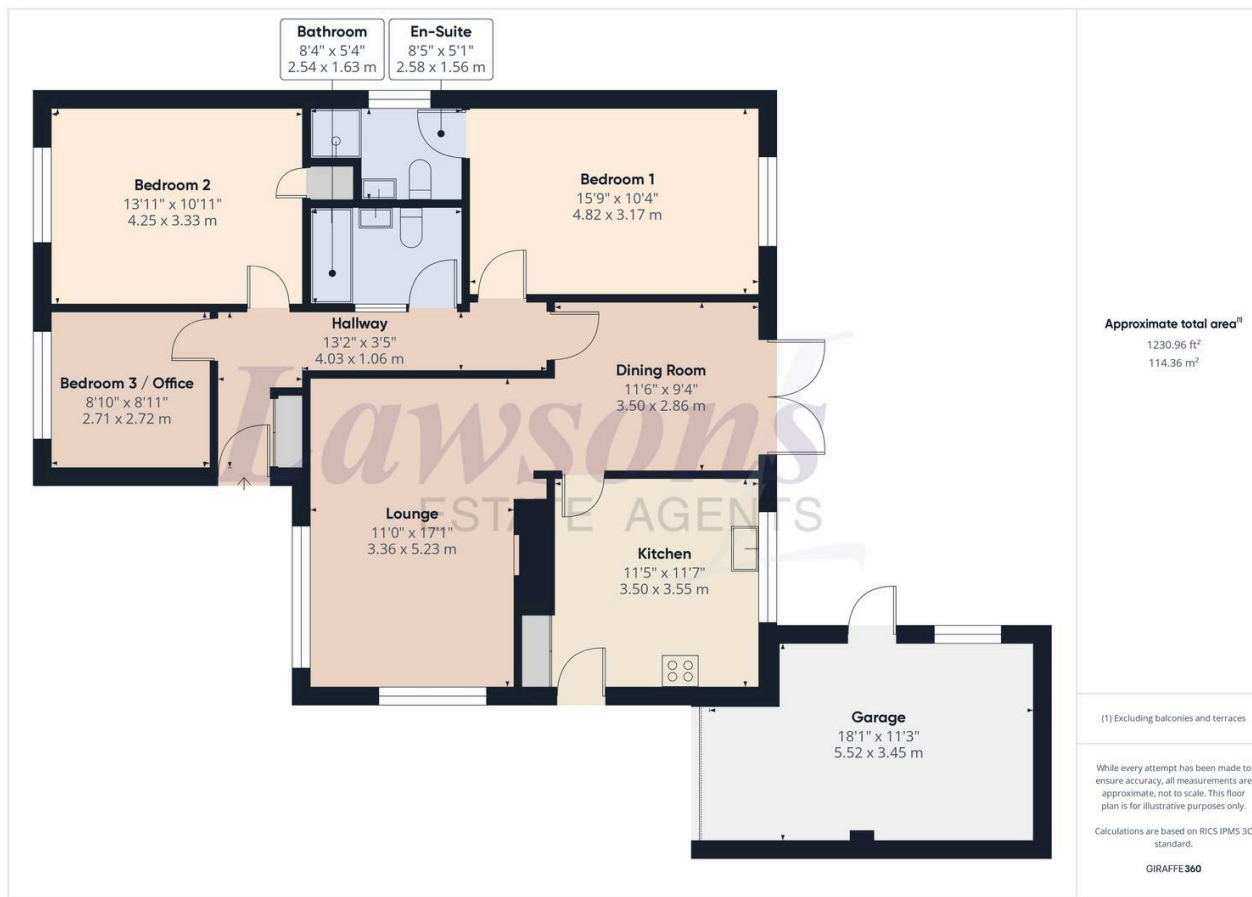 Bathroom
8'4" x 5'4"
2.54 x 1.63 m
En-Suite
8'5" x 5'1"
2.58 x 1.56 m
Bedroom 2
13'11" x 10'11"
4.25 x 3.33 m
Bedroom 1
15'9" x 10'4"
4.82 x 3.17 m
Hallway
13'2" x 3'5"
4.03 x 1.06 m
Bedroom 3 / Office
8'10" x 8'11"
2.71 x 2.72 m
Dining Room
11'6" x 9'4"
3.50 x 2.86 m
Lawsons
ESTATE AGENTS
Lounge
11'0" x 17'1"
3.36 x 5.23 m
Kitchen
11'5" x 11'7"
3.50 x 3.55 m
Garage
18'1" x 11'3"
5.52 x 3.45 m
Approximate total area⁽¹⁾
1230.96 ft²
114.36 m²
(1) Excluding balconies and terraces
While every attempt has been made to
ensure accuracy, all measurements are
approximate, not to scale. This floor
plan is for illustrative purposes only.
Calculations are based on RICS IPMS 3C
standard.
GIRAFFE360